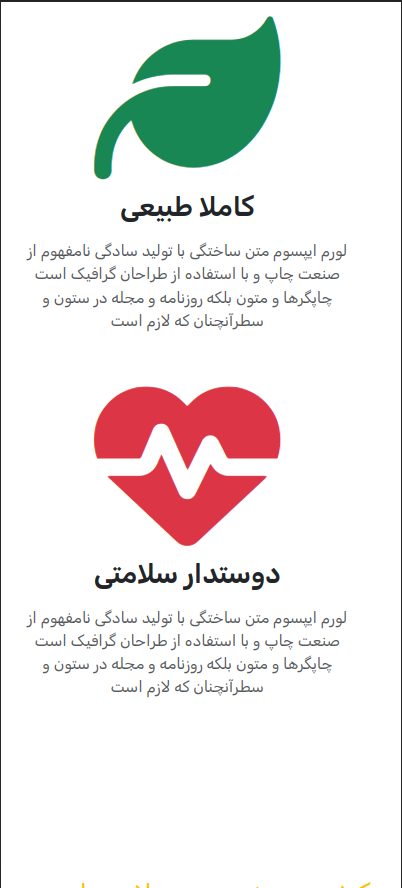 کاملا طبیعی
لورم ایپسوم متن ساختگی با تولید سادگی نامفهوم از
صنعت چاپ و با استفاده از طراحان گرافیک است
چاپگرها و متون بلکه روزنامه و مجله در ستون و
سطرآنچنان که لازم است
دوستدار سلامتی
لورم ایپسوم متن ساختگی با تولید سادگی نامفهوم از
صنعت چاپ و با استفاده از طراحان گرافیک است
چاپگرها و متون بلکه روزنامه و مجله در ستون و
سطرآنچنان که لازم است